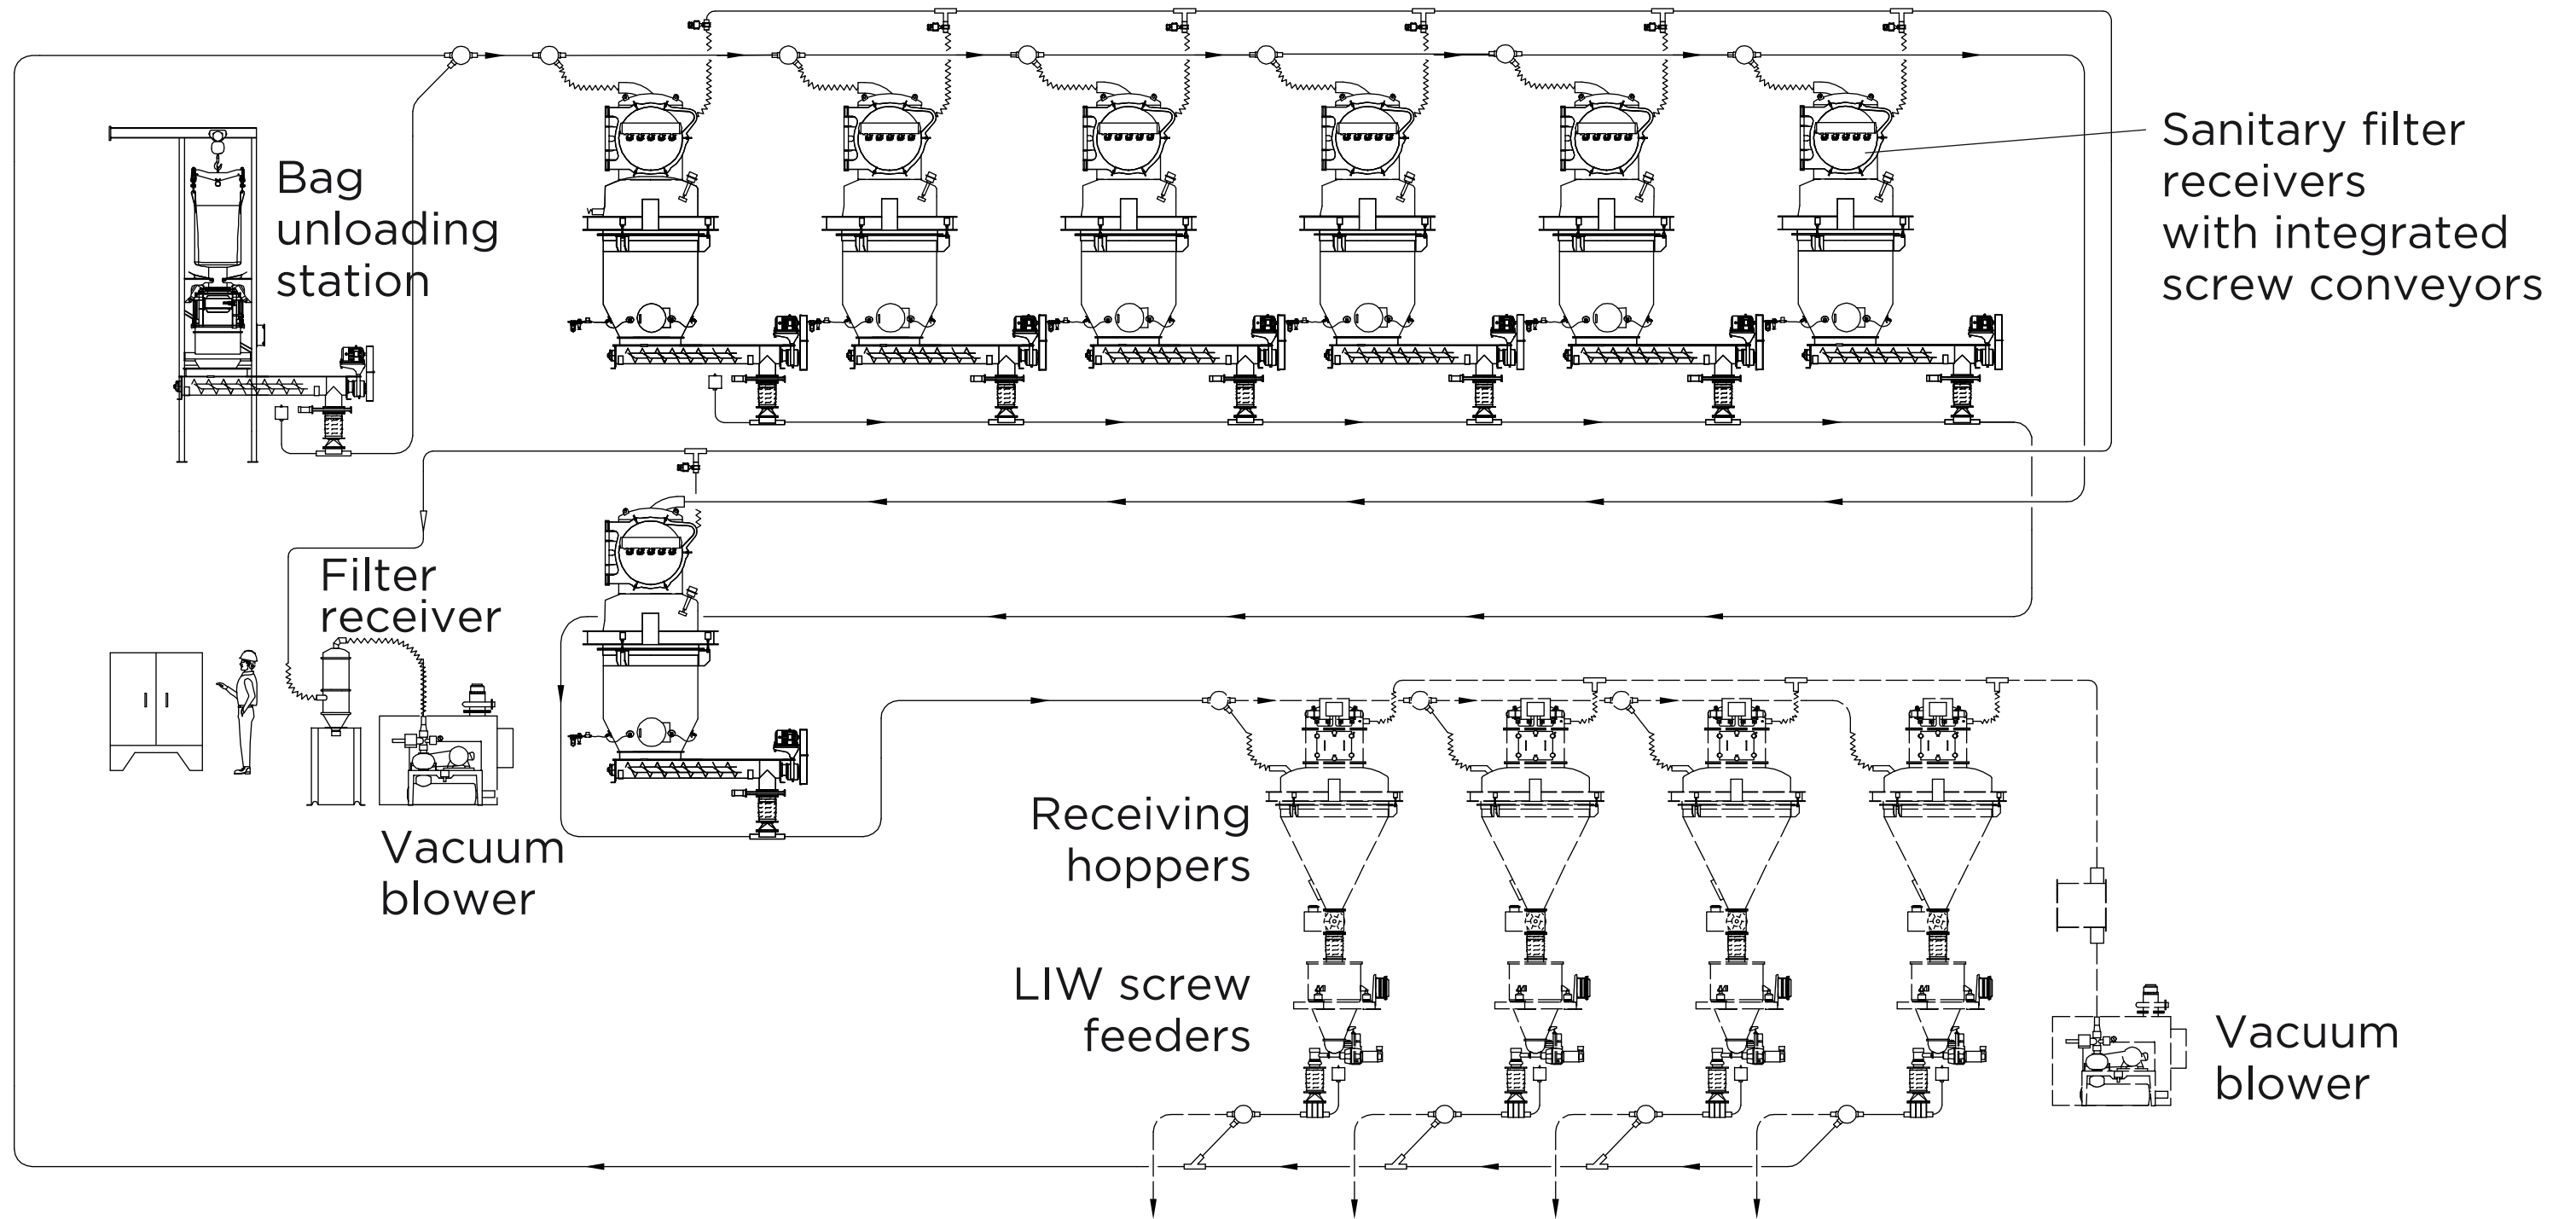 Bag
unloading
station
Sanitary filter
receivers
with integrated
screw conveyors
Filter
receiver
Vacuum
blower
Receiving
hoppers
LIW screw
feeders
Vacuum
blower